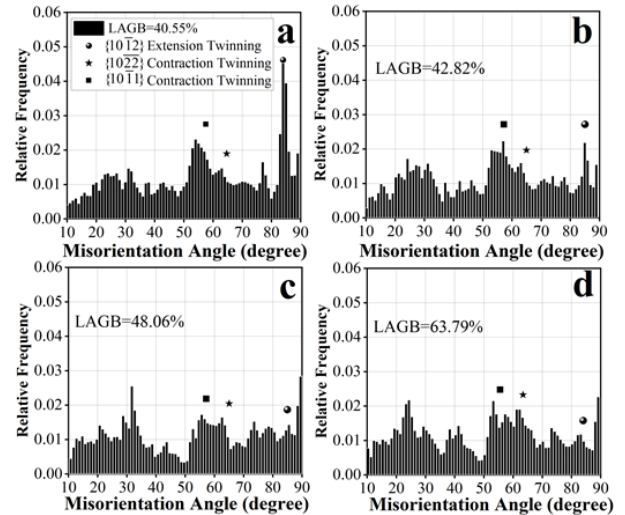 a
LAGB=40.55%
{10 1̅2} Extension Twinning
{102̅2̅} Contraction Twinning
{10 1̅1} Contraction Twinning
Relative Frequency
0.06
0.05
0.04
0.03
0.02
0.01
0.00
10 20 30 40 50 60 70 80 90
Misorientation Angle (degree)
b
LAGB=42.82%
Relative Frequency
0.06
0.05
0.04
0.03
0.02
0.01
0.00
10 20 30 40 50 60 70 80 90
Misorientation Angle (degree)
c
LAGB=48.06%
Relative Frequency
0.06
0.05
0.04
0.03
0.02
0.01
0.00
10 20 30 40 50 60 70 80 90
Misorientation Angle (degree)
d
LAGB=63.79%
Relative Frequency
0.06
0.05
0.04
0.03
0.02
0.01
0.00
10 20 30 40 50 60 70 80 90
Misorientation Angle (degree)